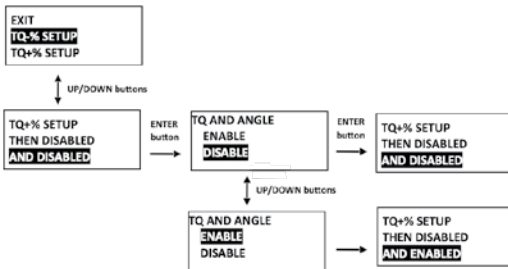 EXIT
TQ-% SETUP
TQ+% SETUP
UP/DOWN buttons
TQ+% SETUP
THEN DISABLED
AND DISABLED
ENTER
button
TQ AND ANGLE
ENABLE
DISABLE
ENTER
button
TQ+% SETUP
THEN DISABLED
AND DISABLED
UP/DOWN buttons
TQ AND ANGLE
ENABLE
DISABLE
TQ+% SETUP
THEN DISABLED
AND ENABLED